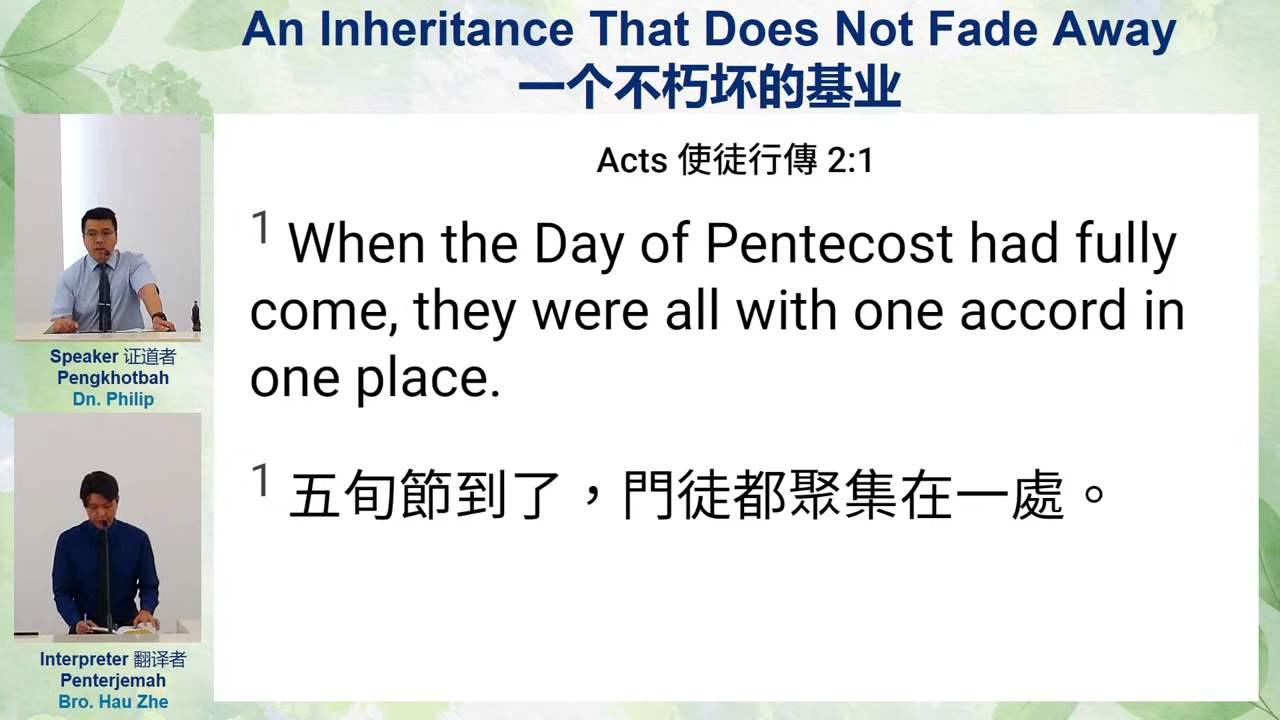 An Inheritance That Does Not Fade Away
一个不朽坏的基业
Speaker 证道者
Pengkhotbah
Dn. Philip
Interpreter 翻译者
Penterjemah
Bro. Hau Zhe
Acts 使徒行傳 2:1
1 When the Day of Pentecost had fully
come, they were all with one accord in
one place.
1 五旬節到了，門徒都聚集在一處。